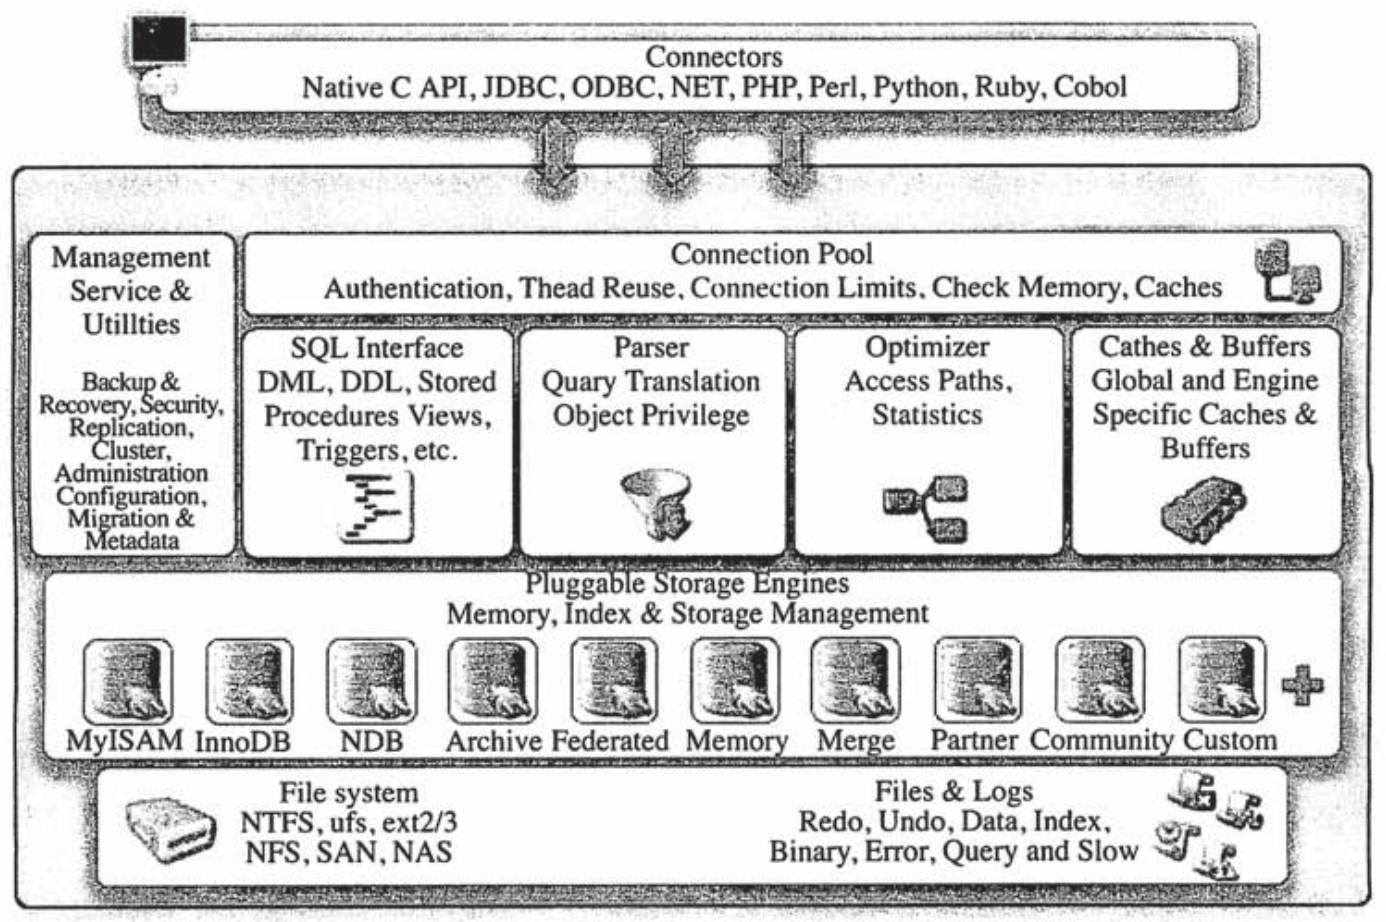 Connectors
Native C API, JDBC, ODBC, NET, PHP, Perl, Python, Ruby, Cobol
Management
Service &
Utillties
Backup &
Recovery, Security,
Replication,
Cluster,
Administration
Configuration,
Migration &
Metadata
Connection Pool
Authentication, Thead Reuse, Connection Limits, Check Memory, Caches
SQL Interface
DML, DDL, Stored
Procedures Views,
Triggers, etc.
Parser
Quary Translation
Object Privilege
Optimizer
Access Paths,
Statistics
Cathes & Buffers
Global and Engine
Specific Caches &
Buffers
Pluggable Storage Engines
Memory, Index & Storage Management
MyISAM InnoDB NDB Archive Federated Memory Merge Partner Community Custom
File system
NTFS, ufs, ext2/3
NFS, SAN, NAS
Files & Logs
Redo, Undo, Data, Index,
Binary, Error, Query and Slow